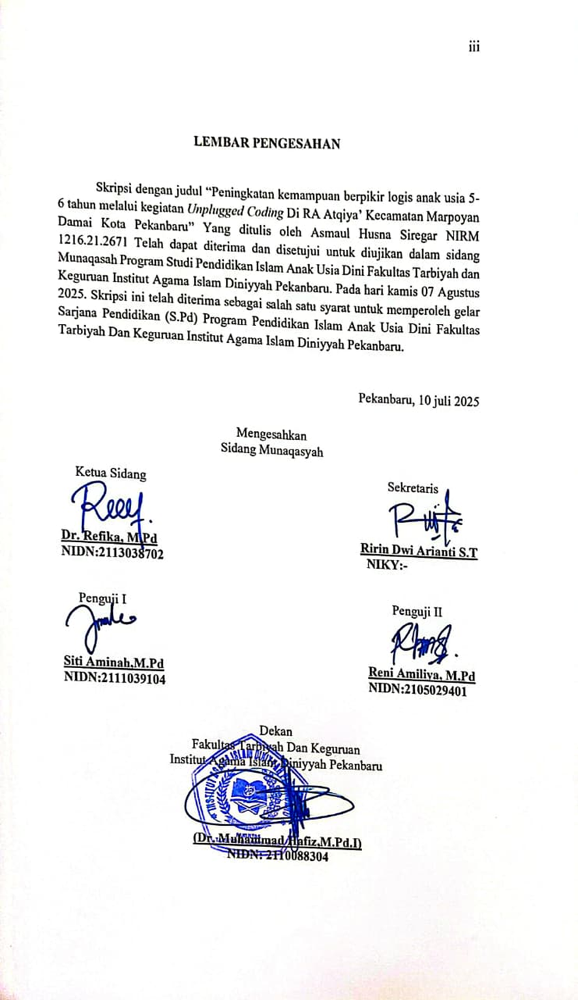 iii
LEMBAR PENGESAHAN
Skripsi dengan judul “Peningkatan kemampuan berpikir logis anak usia 5-
6 tahun melalui kegiatan Unplugged Coding Di RA Atqiya’ Kecamatan Marpoyan
Damai Kota Pekanbaru” Yang ditulis oleh Asmaul Husna Siregar NIRM
1216.21.2671 Telah dapat diterima dan disetujui untuk diujikan dalam sidang
Munaqasah Program Studi Pendidikan Islam Anak Usia Dini Fakultas Tarbiyah dan
Keguruan Institut Agama Islam Diniyyah Pekanbaru. Pada hari kamis 07 Agustus
2025. Skripsi ini telah diterima sebagai salah satu syarat untuk memperoleh gelar
Sarjana Pendidikan (S.Pd) Program Pendidikan Islam Anak Usia Dini Fakultas
Tarbiyah Dan Keguruan Institut Agama Islam Diniyyah Pekanbaru.
Pekanbaru, 10 juli 2025
Mengesahkan
Sidang Munaqasyah
Ketua Sidang
Dr. Refika, M.Pd
NIDN:2113038702
Sekretaris
Ririn Dwi Arianti S.T
NIKY:-
Penguji I
Siti Aminah,M.Pd
NIDN:2111039104
Penguji II
Reni Amiliya, M.Pd
NIDN:2105029401
Dekan
Fakultas Tarbiyah Dan Keguruan
Institut Agama Islam Diniyyah Pekanbaru
(Dr. Muhammad Hafiz,M.Pd.I)
NIDN: 2110088304